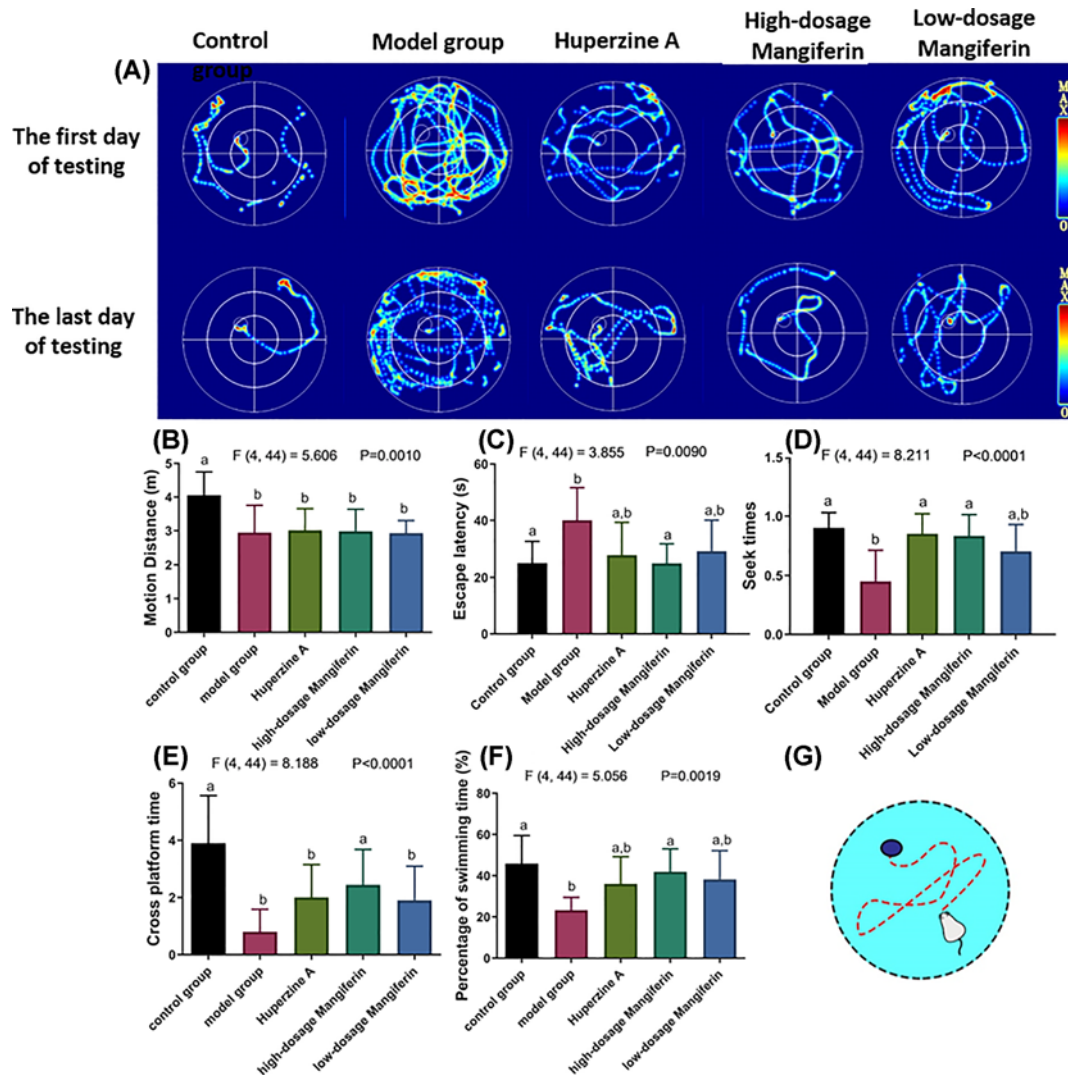 Control
group
Model group
Huperzine A
High-dosage
Mangiferin
Low-dosage
Mangiferin
(A)
The first day
of testing
MAX
0
The last day
of testing
MAX
0
(B)
F (4, 44) = 5.606 P=0.0010
Motion Distance (m)
5
4
3
2
1
0
a
b
b
b
b
control group
model group
Huperzine A
high-dosage Mangiferin
low-dosage Mangiferin
(C)
F (4, 44) = 3.855 P=0.0090
Escape latency (s)
60
40
20
0
a
b
a,b
a
a,b
Control group
Model group
Huperzine A
High-dosage Mangiferin
Low-dosage Mangiferin
(D)
F (4, 44) = 8.211 P<0.0001
Seek times
1.5
1.0
0.5
0.0
a
b
a
a
a,b
Control group
Model group
Huperzine A
High-dosage Mangiferin
Low-dosage Mangiferin
(E)
F (4, 44) = 8.188 P<0.0001
Cross platform time
6
4
2
0
a
b
b
a
b
control group
model group
Huperzine A
high-dosage Mangiferin
low-dosage Mangiferin
(F)
F (4, 44) = 5.056 P=0.0019
Percentage of swimming time (%)
80
60
40
20
0
a
b
a,b
a
a,b
control group
model group
Huperzine A
high-dosage Mangiferin
low-dosage Mangiferin
(G)